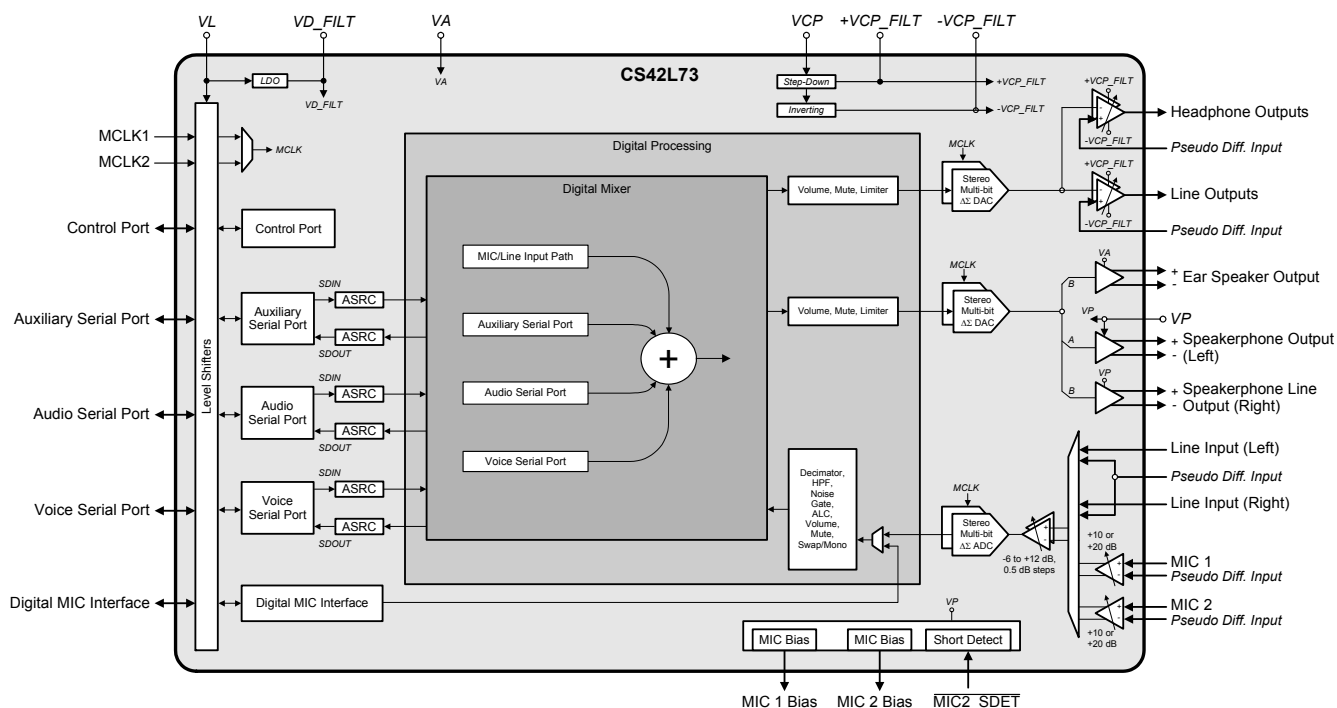 VL
VD_FILT
VA
VCP
+VCP_FILT
-VCP_FILT
CS42L73
LDO
VD_FILT
VA
Step-Down
+VCP_FILT
Inverting
-VCP_FILT
MCLK1
MCLK2
MCLK
Level Shifters
Control Port
Control Port
Auxiliary Serial Port
Auxiliary
Serial Port
SDIN
ASRC
ASRC
SDOUT
Audio Serial Port
Audio
Serial Port
SDIN
ASRC
ASRC
SDOUT
Voice Serial Port
Voice
Serial Port
SDIN
ASRC
ASRC
SDOUT
Digital MIC Interface
Digital MIC Interface
Digital Processing
Digital Mixer
MIC/Line Input Path
Auxiliary Serial Port
Audio Serial Port
Voice Serial Port
+
Volume, Mute, Limiter
MCLK
Stereo
Multi-bit
ΔΣ DAC
Volume, Mute, Limiter
MCLK
Stereo
Multi-bit
ΔΣ DAC
+VCP_FILT
-
+
-VCP_FILT
Headphone Outputs
Pseudo Diff. Input
+VCP_FILT
-
+
-VCP_FILT
Line Outputs
Pseudo Diff. Input
VA
B
+
-
Ear Speaker Output
VP
VP
A
+
-
Speakerphone Output
(Left)
VP
B
+
-
Speakerphone Line
Output (Right)
Line Input (Left)
Pseudo Diff. Input
Line Input (Right)
Decimator,
HPF,
Noise
Gate,
ALC,
Volume,
Mute,
Swap/Mono
MCLK
Stereo
Multi-bit
ΔΣ ADC
+
-
-6 to +12 dB,
0.5 dB steps
+10 or
+20 dB
+
-
MIC 1
Pseudo Diff. Input
+
-
MIC 2
Pseudo Diff. Input
+10 or
+20 dB
VP
MIC Bias
MIC Bias
Short Detect
MIC 1 Bias
MIC 2 Bias
MIC2_SDET